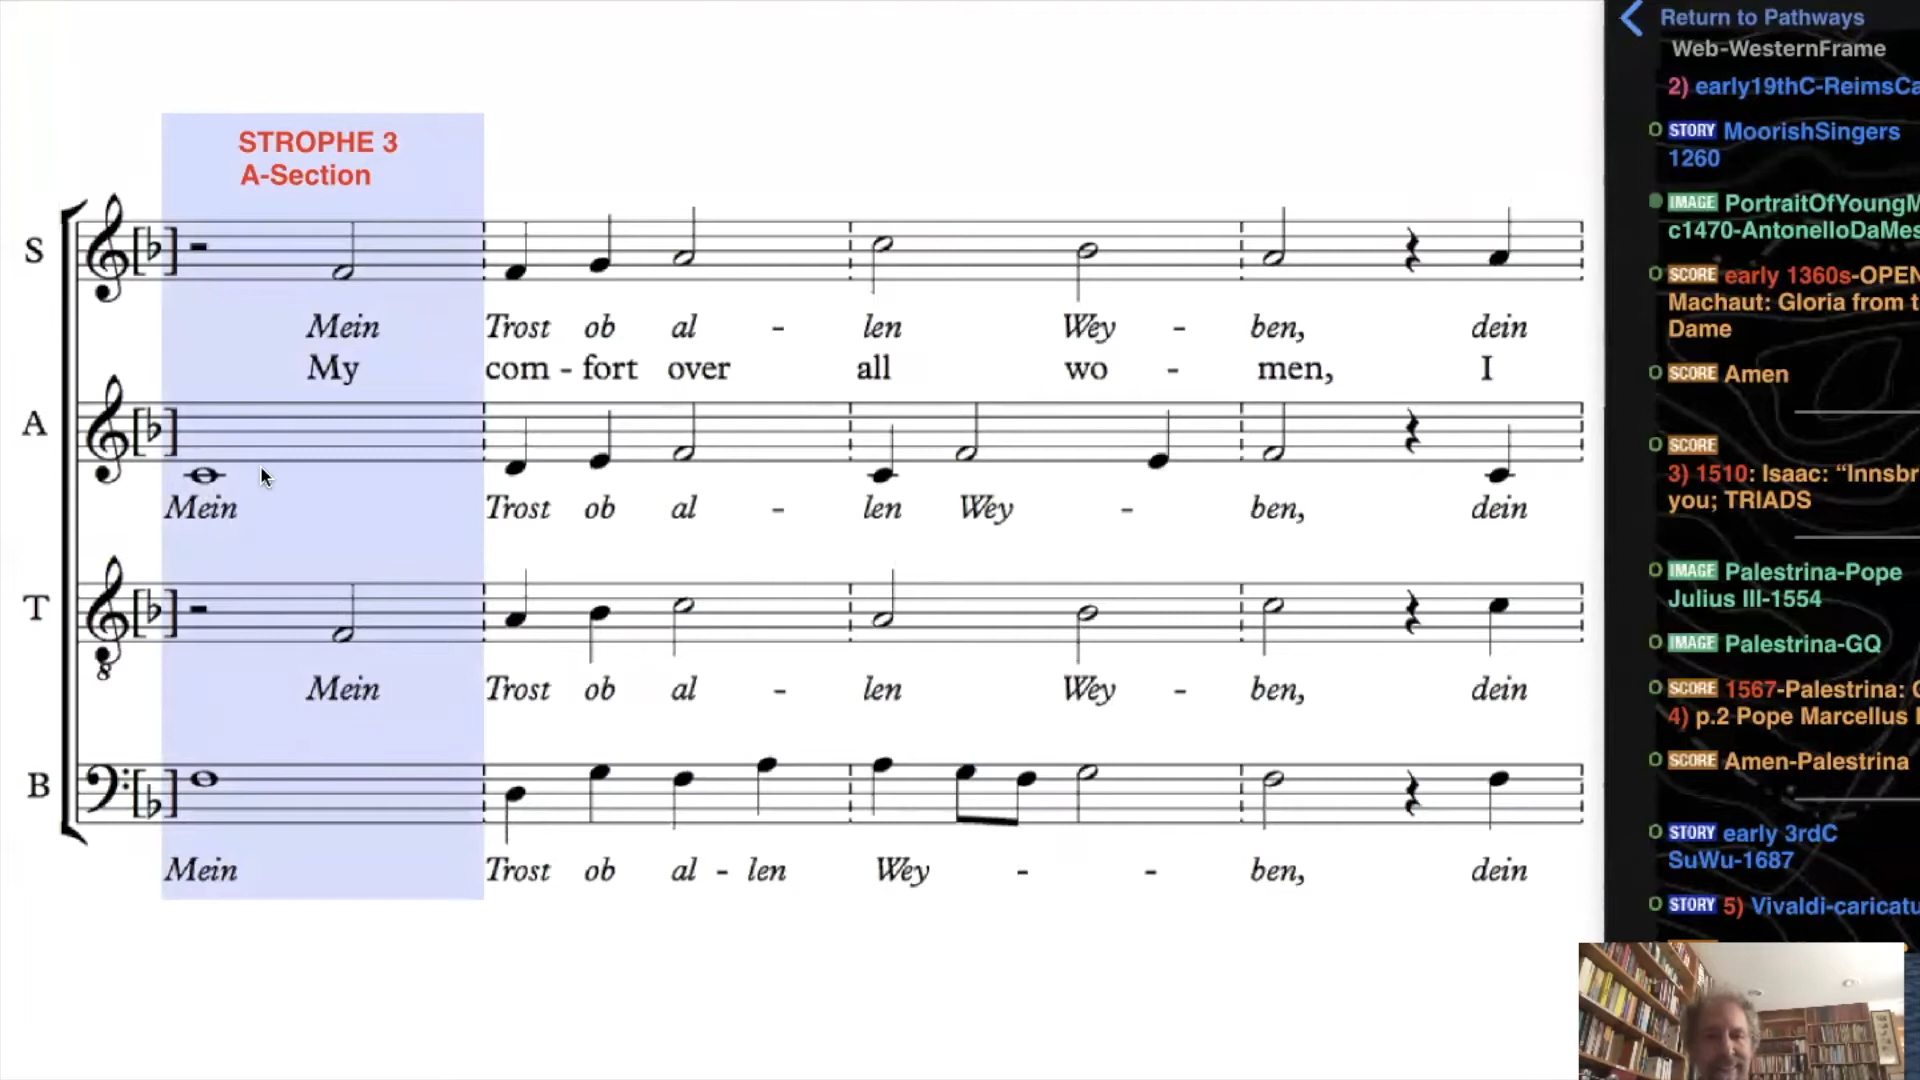 STROPHE 3
A-Section
S
Mein Trost ob al - len Wey - ben, dein
My com - fort over all wo - men, I
A
Mein Trost ob al - len Wey - ben, dein
T
8
Mein Trost ob al - len Wey - ben, dein
B
Mein Trost ob al - len Wey - - ben, dein
Return to Pathways
Web-WesternFrame
2) early19thC-ReimsCa
STORY MoorishSingers
1260
IMAGE PortraitOfYoungM
c1470-AntonelloDaMes
SCORE early 1360s-OPEN
Machaut: Gloria from t
Dame
SCORE Amen
SCORE
3) 1510: Isaac: “Innsbr
you; TRIADS
IMAGE Palestrina-Pope
Julius III-1554
IMAGE Palestrina-GQ
SCORE 1567-Palestrina: 
4) p.2 Pope Marcellus
SCORE Amen-Palestrina
STORY early 3rdC
SuWu-1687
STORY 5) Vivaldi-caricatu